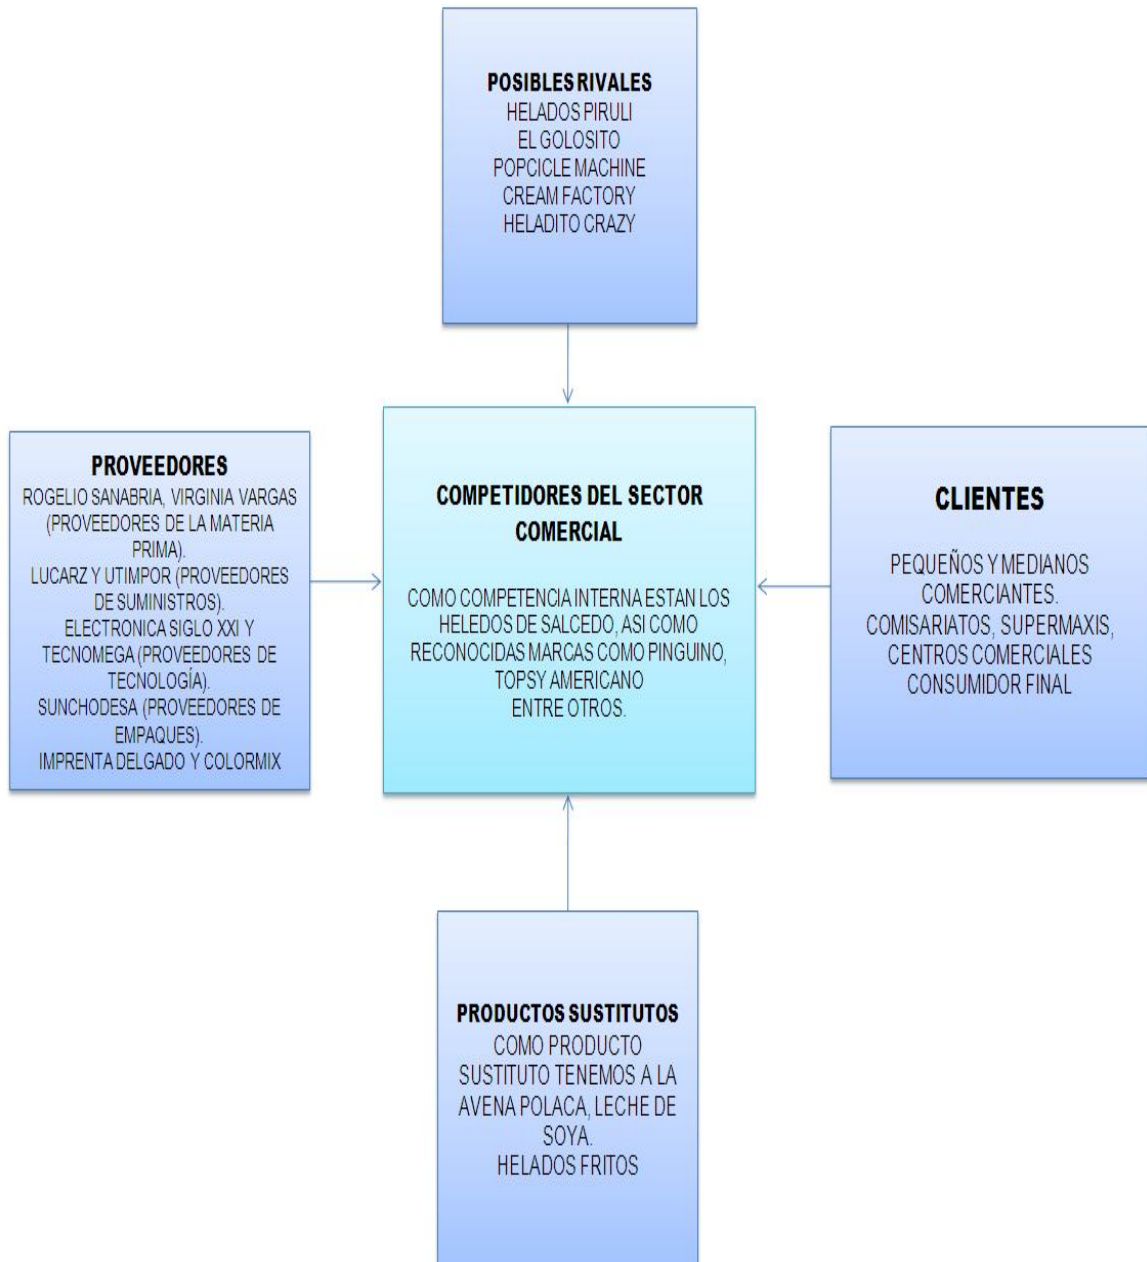 POSIBLES RIVALES
HELADOS PIRULI
EL GOLOSITO
POPCICLE MACHINE
CREAM FACTORY
HELADITO CRAZY
PROVEEDORES
ROGELIO SANABRIA, VIRGINIA VARGAS
(PROVEEDORES DE LA MATERIA
PRIMA).
LUCARZ Y UTIMPOR (PROVEEDORES
DE SUMINISTROS).
ELECTRONICA SIGLO XXI Y
TECNOMEGA (PROVEEDORES DE
TECNOLOGÍA).
SUNCHODESA (PROVEEDORES DE
EMPAQUES).
IMPRENTA DELGADO Y COLORMIX
COMPETIDORES DEL SECTOR
COMERCIAL
COMO COMPETENCIA INTERNA ESTAN LOS
HELEDOS DE SALCEDO, ASI COMO
RECONOCIDAS MARCAS COMO PINGUINO,
TOPSY AMERICANO
ENTRE OTROS.
CLIENTES
PEQUEÑOS Y MEDIANOS
COMERCIANTES.
COMISARIATOS, SUPERMAXIS,
CENTROS COMERCIALES
CONSUMIDOR FINAL
PRODUCTOS SUSTITUTOS
COMO PRODUCTO
SUSTITUTO TENEMOS A LA
AVENA POLACA, LECHE DE
SOYA.
HELADOS FRITOS